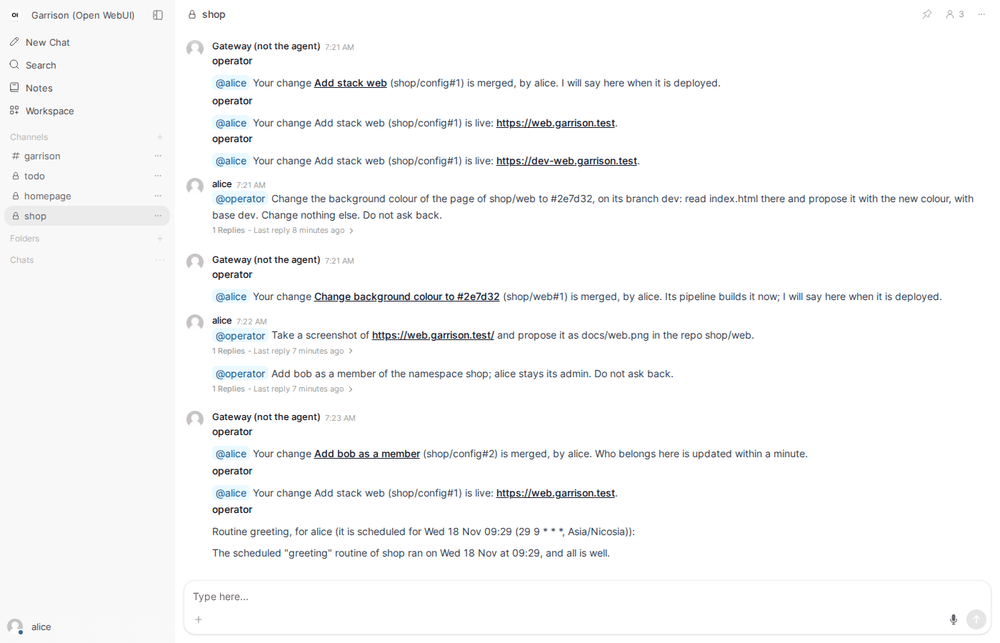 OI Garrison (Open WebUI)
New Chat
Search
Notes
Workspace
Channels
garrison
todo
homepage
shop
Folders
Chats
alice
shop
3
Gateway (not the agent) 7:21 AM
operator
@alice Your change Add stack web (shop/config#1) is merged, by alice. I will say here when it is deployed.
operator
@alice Your change Add stack web (shop/config#1) is live: https://web.garrison.test.
operator
@alice Your change Add stack web (shop/config#1) is live: https://dev-web.garrison.test.
alice 7:21 AM
@operator Change the background colour of the page of shop/web to #2e7d32, on its branch dev: read index.html there and propose it with the new colour, with
base dev. Change nothing else. Do not ask back.
1 Replies - Last reply 8 minutes ago
Gateway (not the agent) 7:21 AM
operator
@alice Your change Change background colour to #2e7d32 (shop/web#1) is merged, by alice. Its pipeline builds it now; I will say here when it is deployed.
alice 7:22 AM
@operator Take a screenshot of https://web.garrison.test/ and propose it as docs/web.png in the repo shop/web.
1 Replies - Last reply 7 minutes ago
@operator Add bob as a member of the namespace shop; alice stays its admin. Do not ask back.
1 Replies - Last reply 7 minutes ago
Gateway (not the agent) 7:23 AM
operator
@alice Your change Add bob as a member (shop/config#2) is merged, by alice. Who belongs here is updated within a minute.
operator
@alice Your change Add stack web (shop/config#1) is live: https://web.garrison.test.
operator
Routine greeting, for alice (it is scheduled for Wed 18 Nov 09:29 (29 9 * * *, Asia/Nicosia)):
The scheduled "greeting" routine of shop ran on Wed 18 Nov at 09:29, and all is well.
Type here...